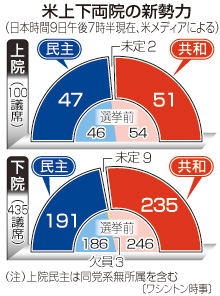 米上下両院の新勢力
(日本時間9日午後7時半現在、米メディアによる)
上院
(100議席)
民主
未定2
共和
47
51
選挙前
46
54
下院
(435議席)
民主
未定9
共和
191
235
選挙前
186
246
欠員3
(注)上院民主は同党系無所属を含む
〔ワシントン時事〕